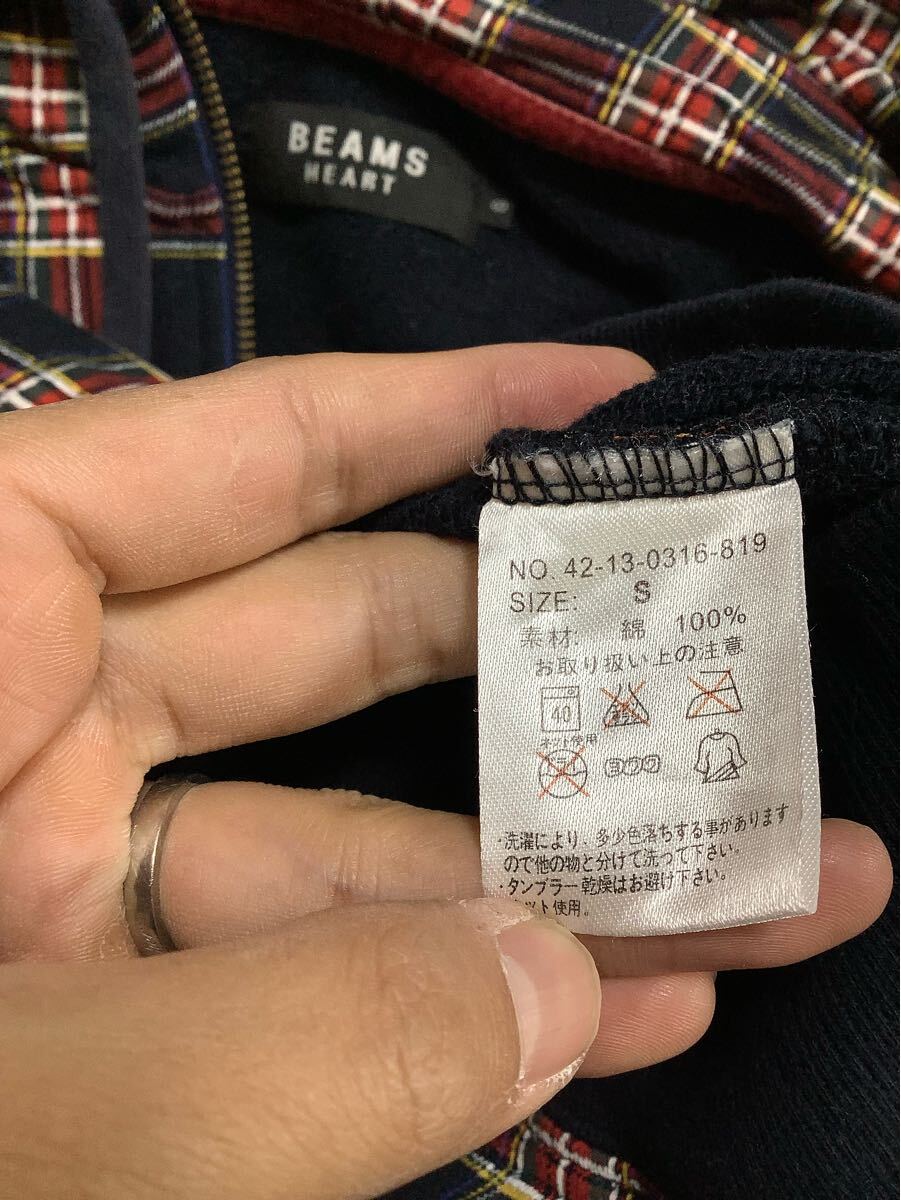 BEAMS
HEART
NO. 42-13-0316-819
SIZE: S
素材: 綿 100%
お取り扱い上の注意
40
ネット使用
ヨワク
・洗濯により、多少色落ちする事があります
ので他の物と分けて洗って下さい。
・タンブラー乾燥はお避け下さい。
ット使用。